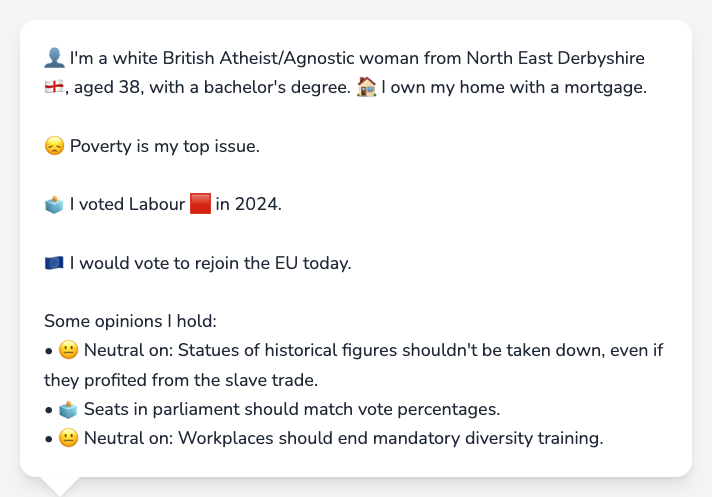 👤 I'm a white British Atheist/Agnostic woman from North East Derbyshire
🏴󠁧󠁢󠁥󠁮󠁧󠁿, aged 38, with a bachelor's degree. 🏠 I own my home with a mortgage.
😞 Poverty is my top issue.
🗳️ I voted Labour 🟥 in 2024.
🇪🇺 I would vote to rejoin the EU today.
Some opinions I hold:
• 😐 Neutral on: Statues of historical figures shouldn't be taken down, even if
they profited from the slave trade.
• 🗳️ Seats in parliament should match vote percentages.
• 😐 Neutral on: Workplaces should end mandatory diversity training.